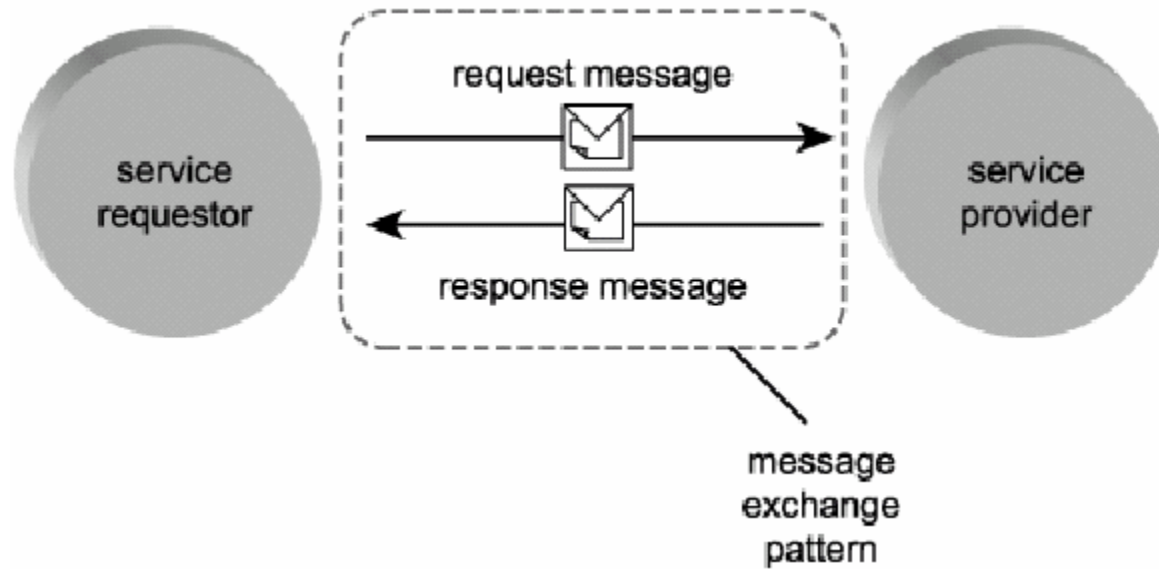 service
requestor
request message
response message
service
provider
message
exchange
pattern